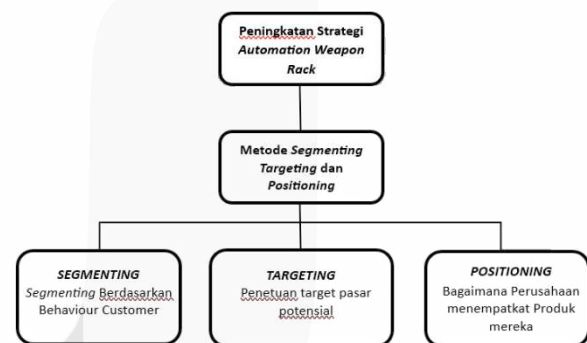 Peningkatan Strategi
Automation Weapon
Rack
Metode Segmenting
Targeting dan
Positioning
SEGMENTING
Segmenting Berdasarkan
Behaviour Customer
TARGETING
Penetuan target pasar
potensial
POSITIONING
Bagaimana Perusahaan
menempatkat Produk
mereka